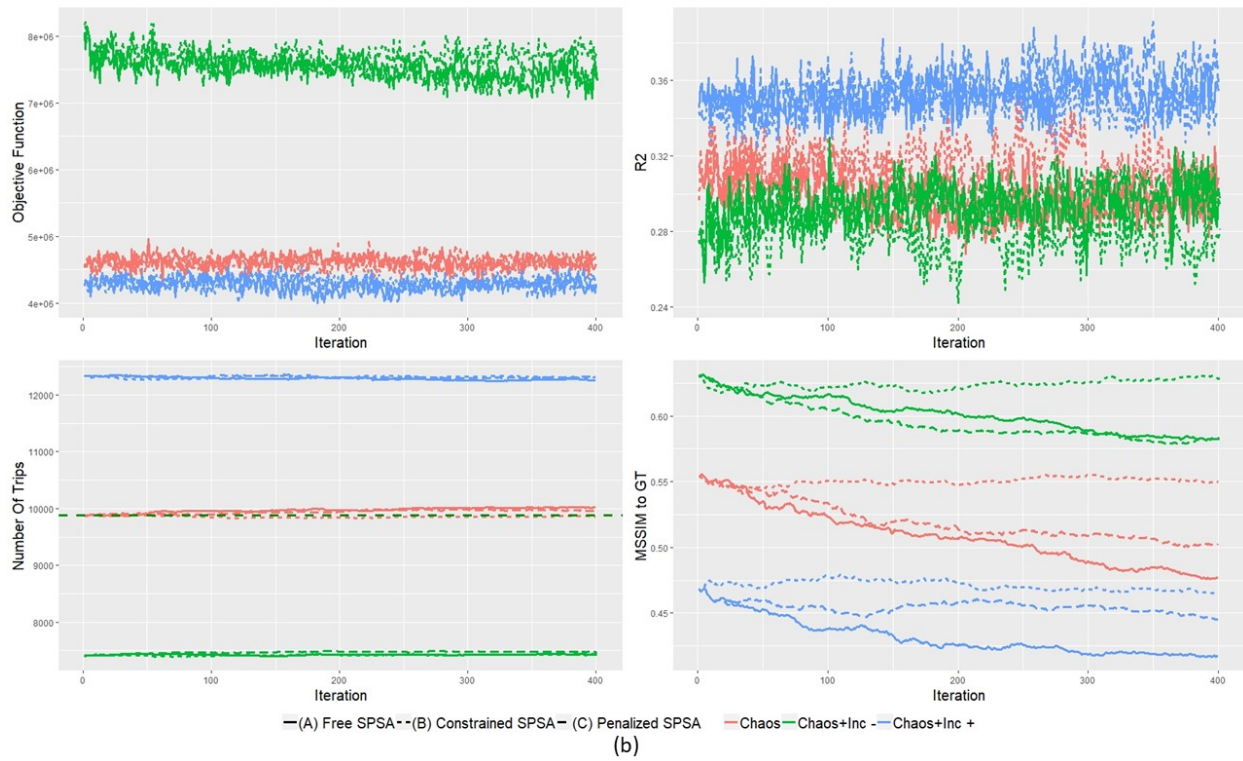 8e+06
7e+06
6e+06
5e+06
4e+06
Objective Function
0 100 200 300 400
Iteration
0.36
0.32
0.28
0.24
R2
0 100 200 300 400
Iteration
12000
11000
10000
9000
8000
Number Of Trips
0 100 200 300 400
Iteration
0.60
0.55
0.50
0.45
MSSIM to GT
0 100 200 300 400
Iteration
(A) Free SPSA (B) Constrained SPSA (C) Penalized SPSA Chaos Chaos+Inc - Chaos+Inc +
(b)